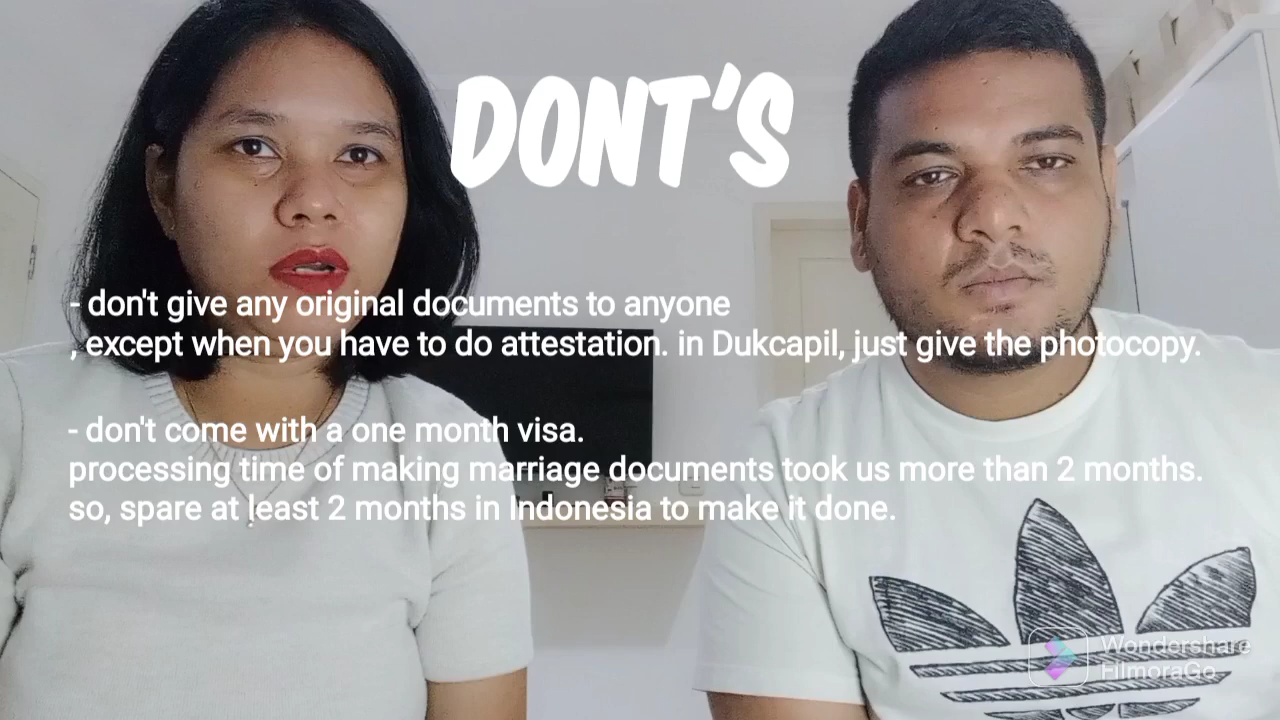 DONT'S
- don't give any original documents to anyone
, except when you have to do attestation. in Dukcapil, just give the photocopy.
- don't come with a one month visa.
processing time of making marriage documents took us more than 2 months.
so, spare at least 2 months in Indonesia to make it done.
Wondershare
FilmoraGo